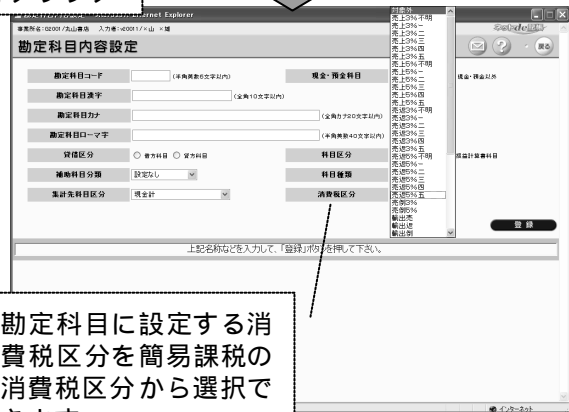 Internet Explorer
事業所名:02001/丸山書店 入力者:v00011/×山 ×雄
勘定科目内容設定
戻る
勘定科目コード
(半角英数6文字以内)
現金・預金科目
現金・預金以外
勘定科目漢字
(全角10文字以内)
勘定科目カナ
(全角カナ20文字以内)
勘定科目ローマ字
(半角英数40文字以内)
貸借区分
借方科目
貸方科目
科目区分
損益計算書科目
補助科目分類
設定なし
科目種類
集計先科目区分
現金計
消費税区分
対象外
売上3%不明
売上3%一
売上3%二
売上3%三
売上3%四
売上3%五
売上5%不明
売上5%一
売上5%二
売上5%三
売上5%四
売上5%五
売返3%不明
売返3%一
売返3%二
売返3%三
売返3%四
売返3%五
売返5%不明
売返5%一
売返5%二
売返5%三
売返5%四
売返5%五
売倒3%
売倒5%
輸出売
輸出返
輸出倒
登録
上記名称などを入力して、「登録」ボタンを押して下さい。
勘定科目に設定する消
費税区分を簡易課税の
消費税区分から選択で
きます
インターネット